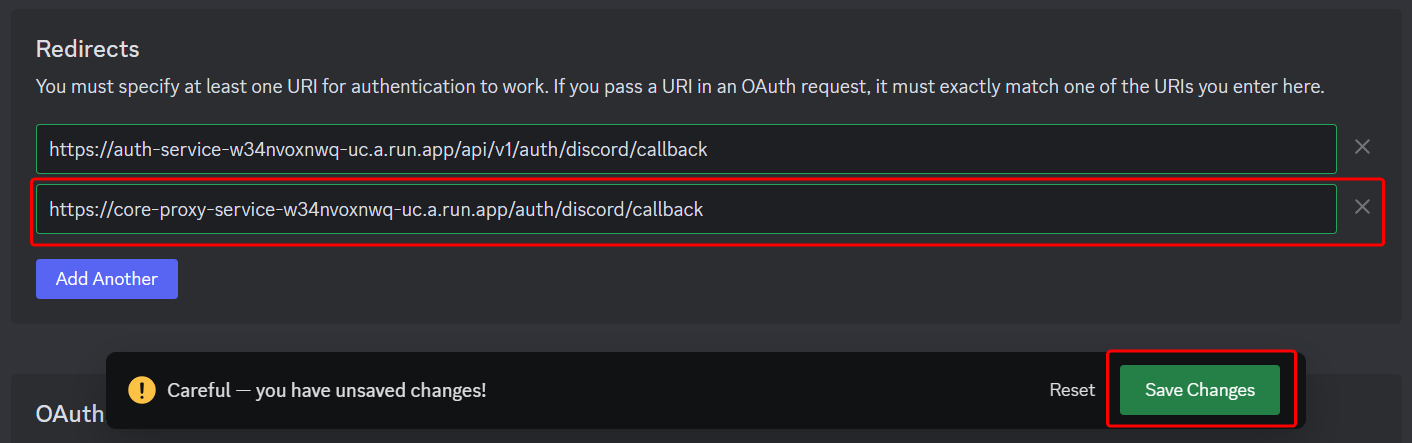 Redirects
You must specify at least one URI for authentication to work. If you pass a URI in an OAuth request, it must exactly match one of the URIs you enter here.
https://auth-service-w34nvoxnwq-uc.a.run.app/api/v1/auth/discord/callback
https://core-proxy-service-w34nvoxnwq-uc.a.run.app/auth/discord/callback
Add Another
Careful — you have unsaved changes!
Reset
Save Changes
OAuth